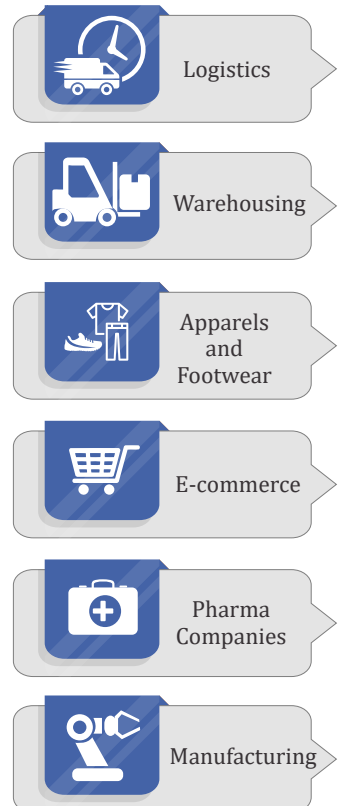 Logistics
Warehousing
Apparels
and
Footwear
E-commerce
Pharma
Companies
Manufacturing